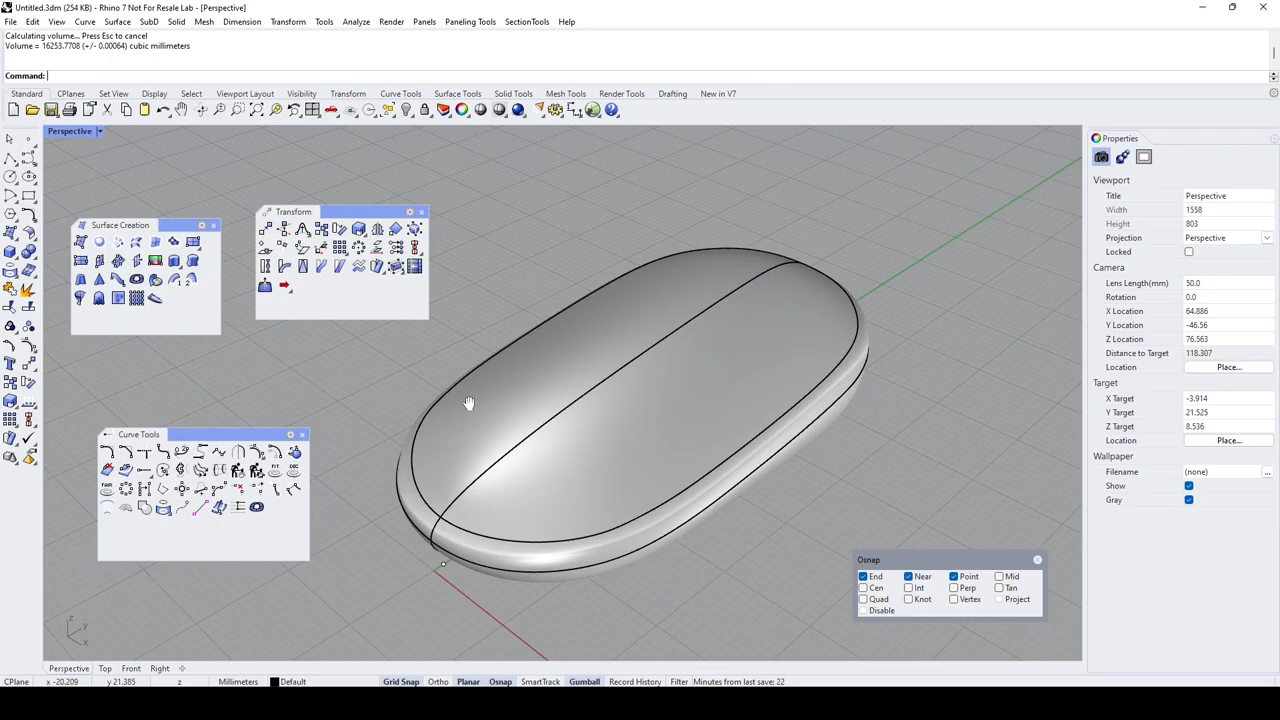 Untitled.3dm (254 KB) - Rhino 7 Not For Resale Lab - [Perspective]
File Edit View Curve Surface SubD Solid Mesh Dimension Transform Tools Analyze Render Panels Paneling Tools SectionTools Help
Calculating volume... Press Esc to cancel
Volume = 16253.7708 (+/- 0.00064) cubic millimeters
Command:
Standard CPlanes Set View Display Select Viewport Layout Visibility Transform Curve Tools Surface Tools Solid Tools Mesh Tools Render Tools Drafting New in V7
Perspective
Properties
Viewport
Title Perspective
Width 1558
Height 803
Projection Perspective
Locked
Camera
Lens Length(mm) 50.0
Rotation 0.0
X Location 64.886
Y Location -46.56
Z Location 76.563
Distance to Target 118.307
Location Place...
Target
X Target -3.914
Y Target 21.525
Z Target 8.536
Location Place...
Wallpaper
Filename (none) ...
Show
Gray
Surface Creation
Transform
Curve Tools
Osnap
End Near Point Mid
Cen Int Perp Tan
Quad Knot Vertex Project
Disable
z
y
x
Perspective Top Front Right
CPlane x -20.209 y 21.385 z Millimeters Default Grid Snap Ortho Planar Osnap SmartTrack Gumball Record History Filter Minutes from last save: 22